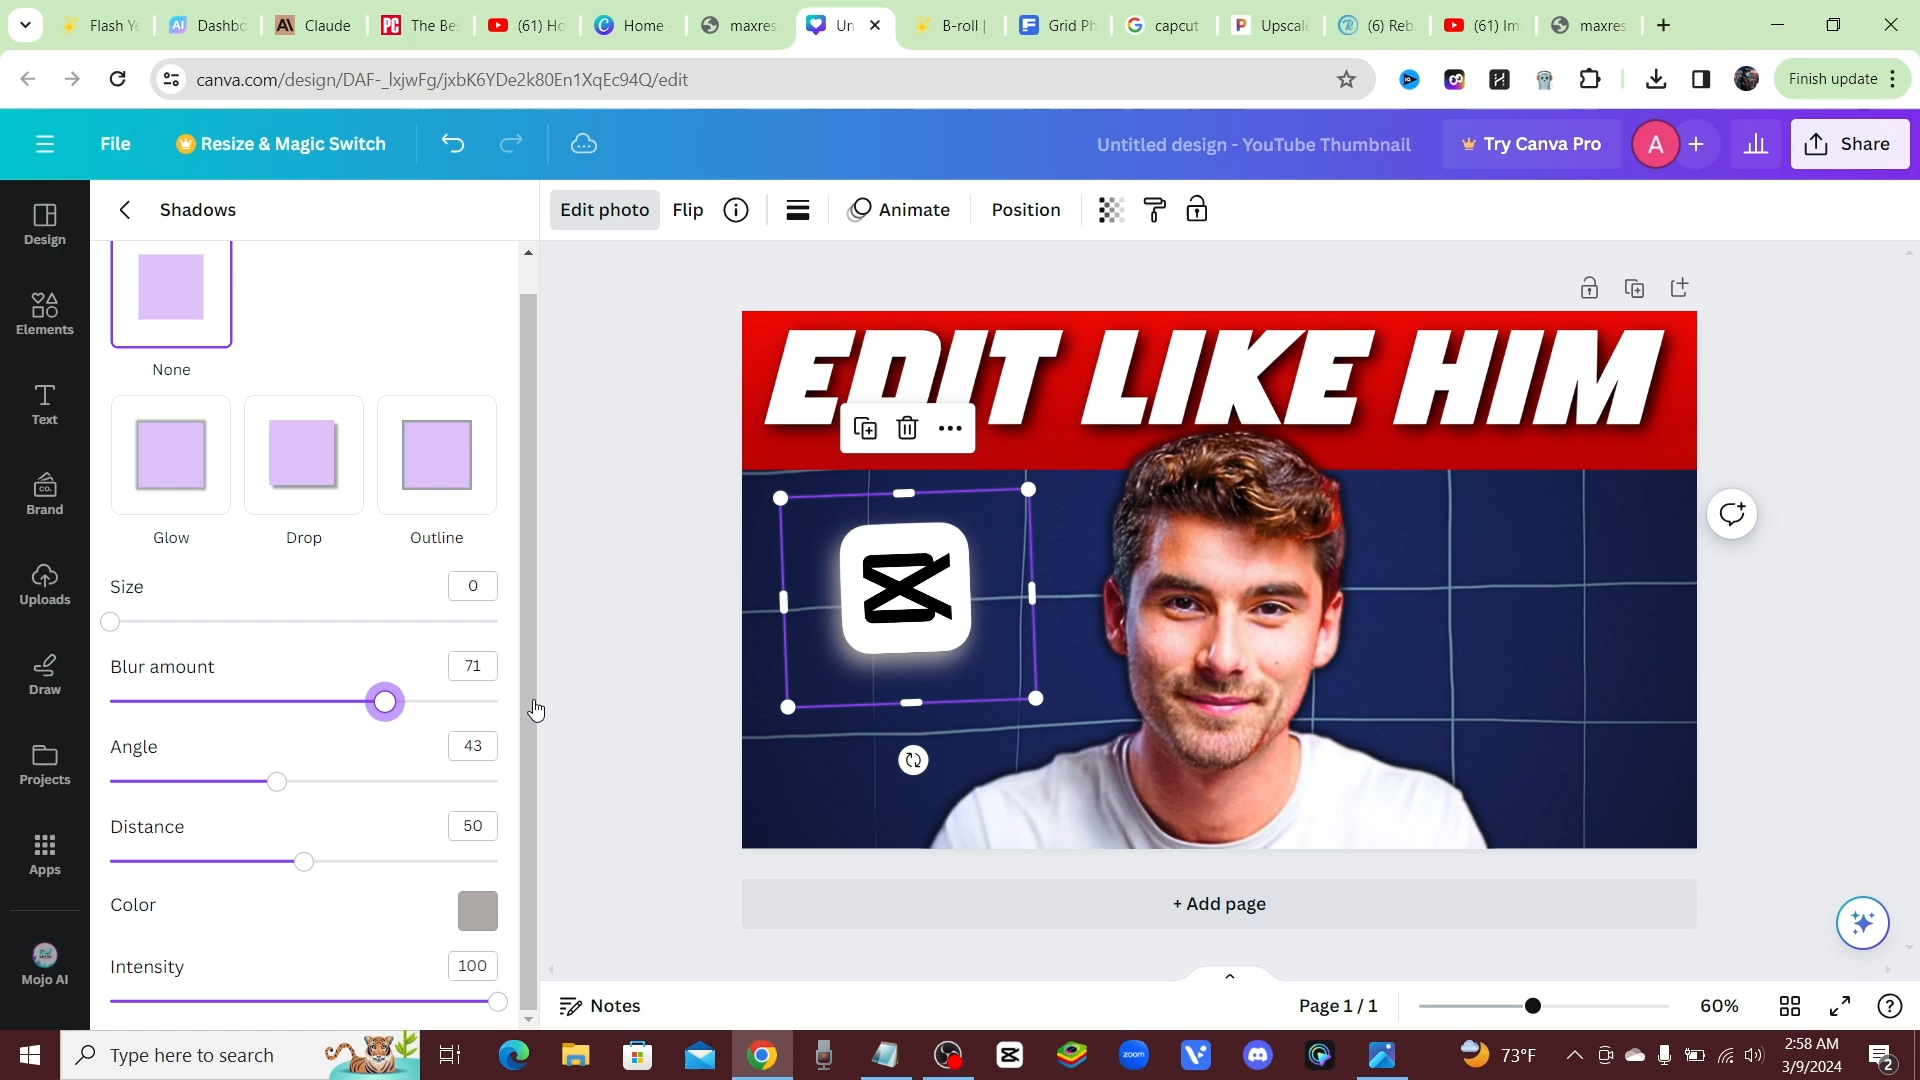 Flash Ye
Dashbo
Claude
The Be
(61) Ho
Home
maxres
Un
B-roll |
Grid Ph
capcut
Upscal
(6) Reb
(61) Im
maxres
canva.com/design/DAF-_lxjwFg/jxbK6YDe2k80En1XqEc94Q/edit
Finish update
File
Resize & Magic Switch
Untitled design - YouTube Thumbnail
Try Canva Pro
A
Share
Design
Elements
Text
Brand
Uploads
Draw
Projects
Apps
Mojo AI
Shadows
None
Glow
Drop
Outline
Size
0
Blur amount
71
Angle
43
Distance
50
Color
Intensity
100
Edit photo
Flip
Animate
Position
EDIT LIKE HIM
+ Add page
Notes
Page 1 / 1
60%
Type here to search
zoom
73°F
2:58 AM
3/9/2024
2